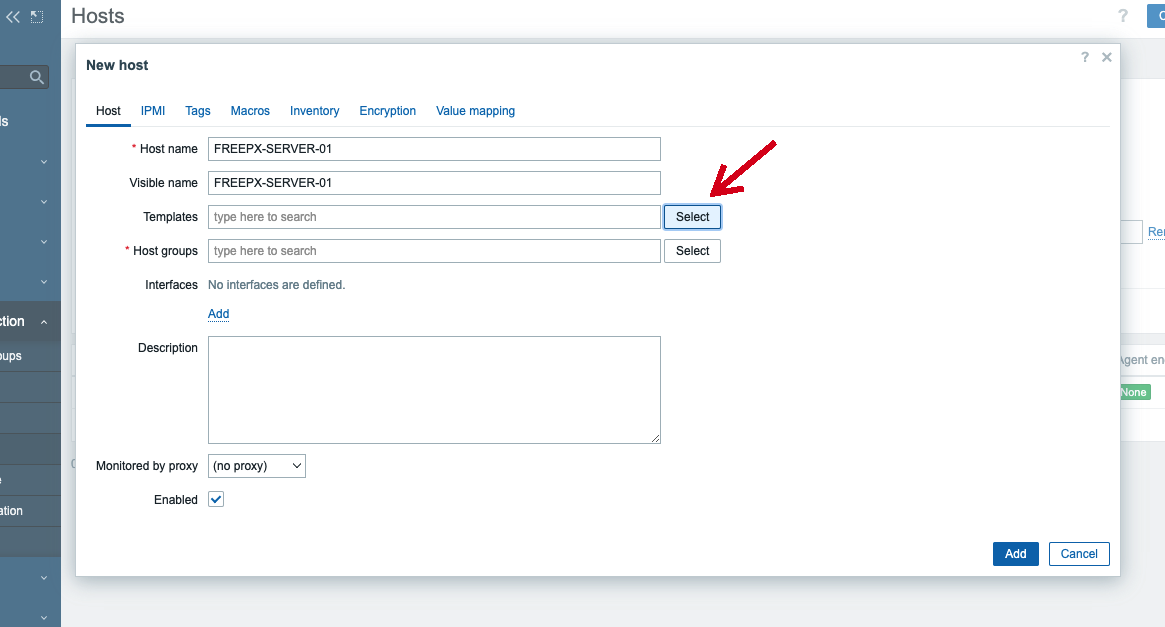 Hosts
?
New host
?
Host IPMI Tags Macros Inventory Encryption Value mapping
* Host name FREEPX-SERVER-01
Visible name FREEPX-SERVER-01
Templates type here to search Select
* Host groups type here to search Select
Interfaces No interfaces are defined.
Add
Description
Monitored by proxy (no proxy)
Enabled
Add Cancel
ls
ction
oups
e
ation
Rer
Agent en
None